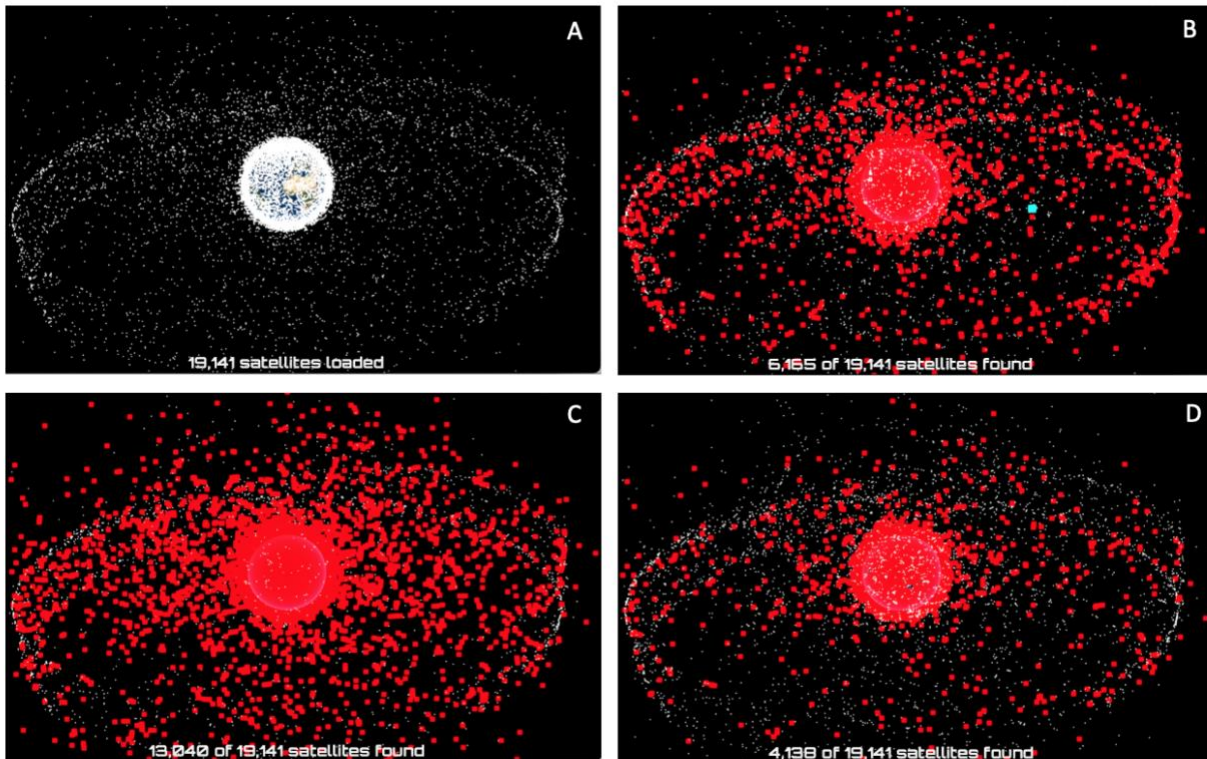 A
19,141 satellites loaded
B
6,165 of 19,141 satellites found
C
13,040 of 19,141 satellites found
D
4,138 of 19,141 satellites found